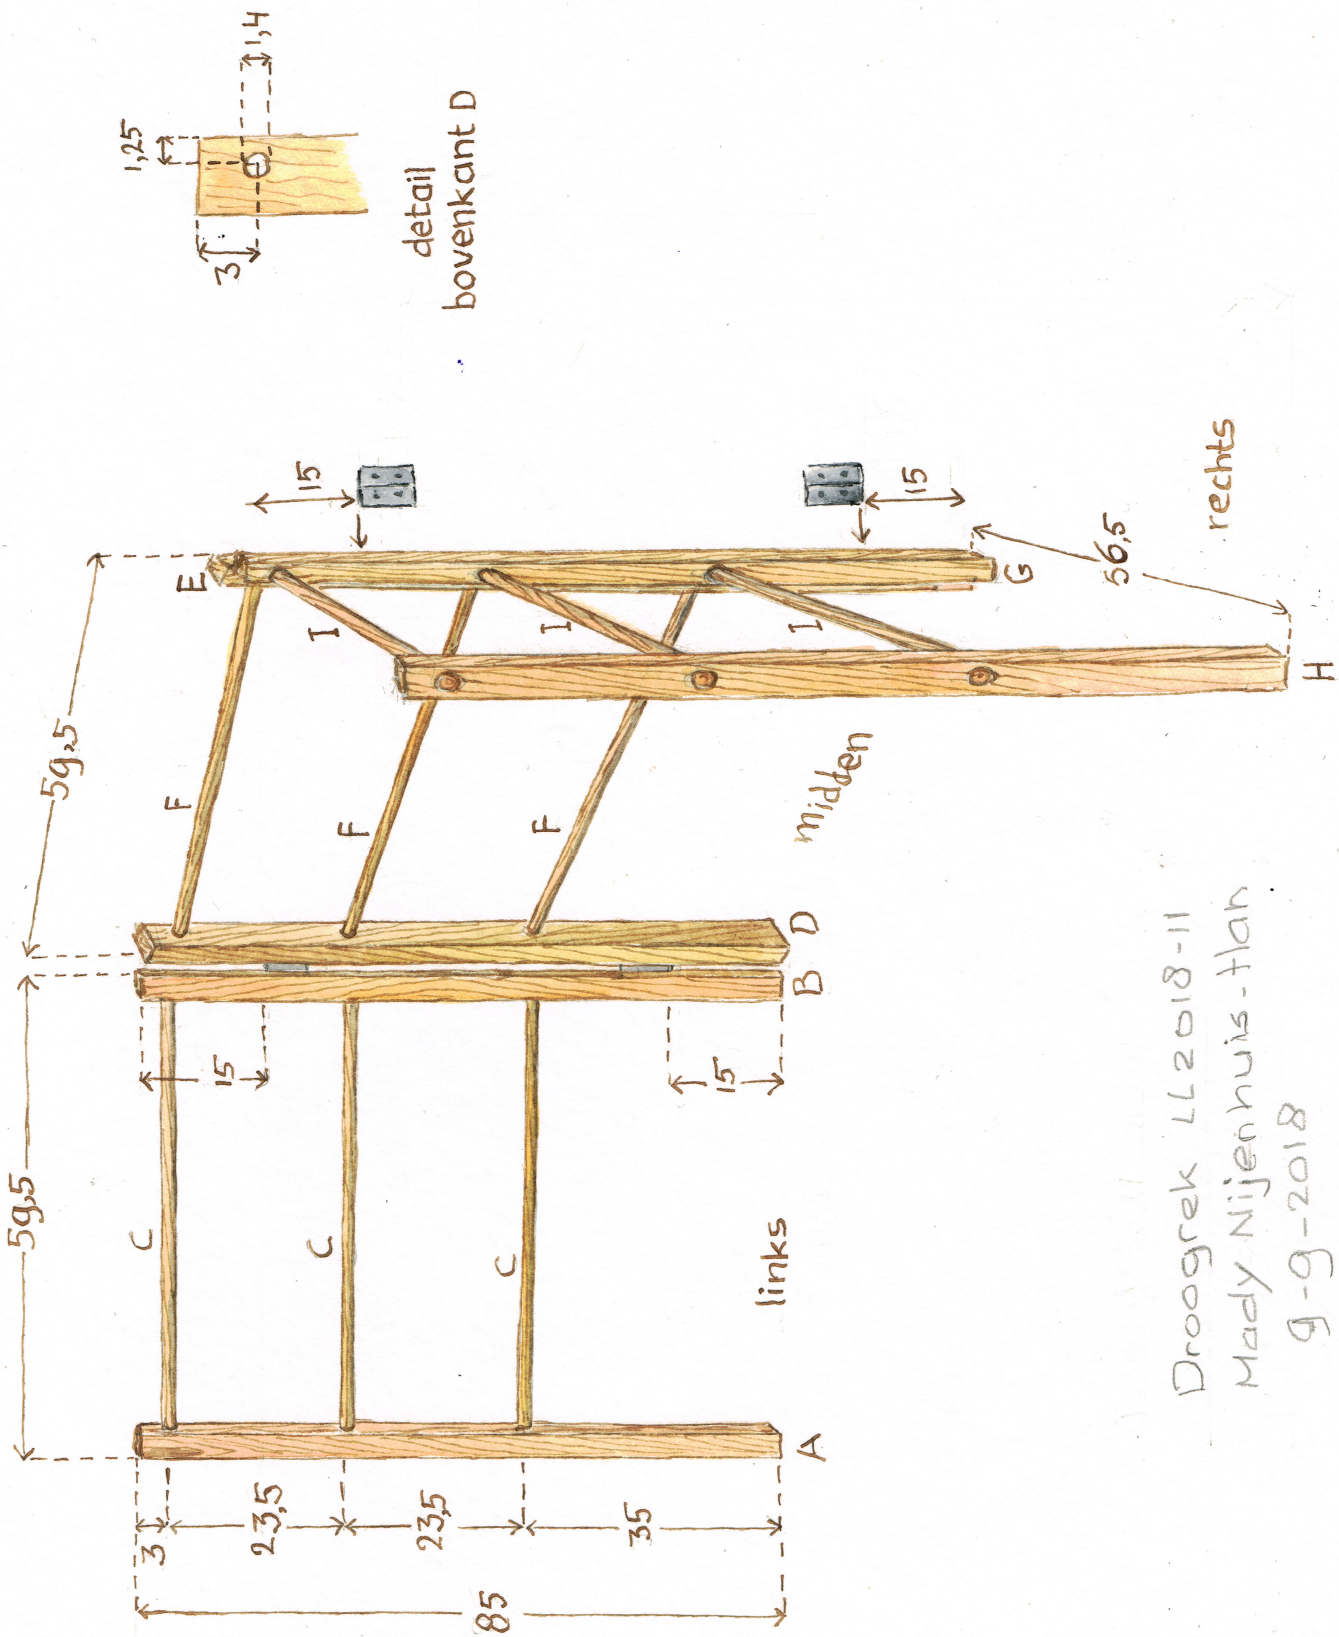 59,5
59,5
1,25
1,4
3
detail
bovenkant D
3
23,5
23,5
35
85
C
C
C
15
15
F
F
F
E
I
I
I
15
15
56,5
A
B
D
G
H
links
midden
rechts
Droogrek LL2018-11
Mady Nijenhuis-Han
9-9-2018